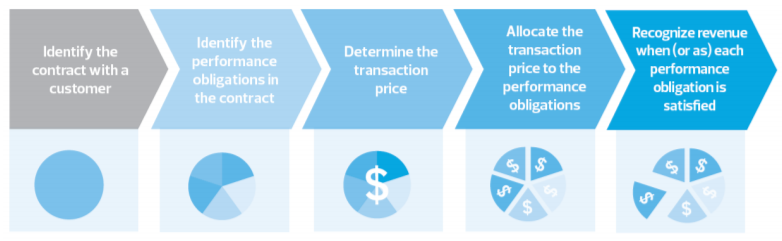 Identify the
contract with a
customer
Identify the
performance
obligations in
the contract
Determine the
transaction
price
Allocate the
transaction
price to the
performance
obligations
Recognize revenue
when (or as) each
performance
obligation is
satisfied
$
$
$
$
$
$
$
$
$
$
$